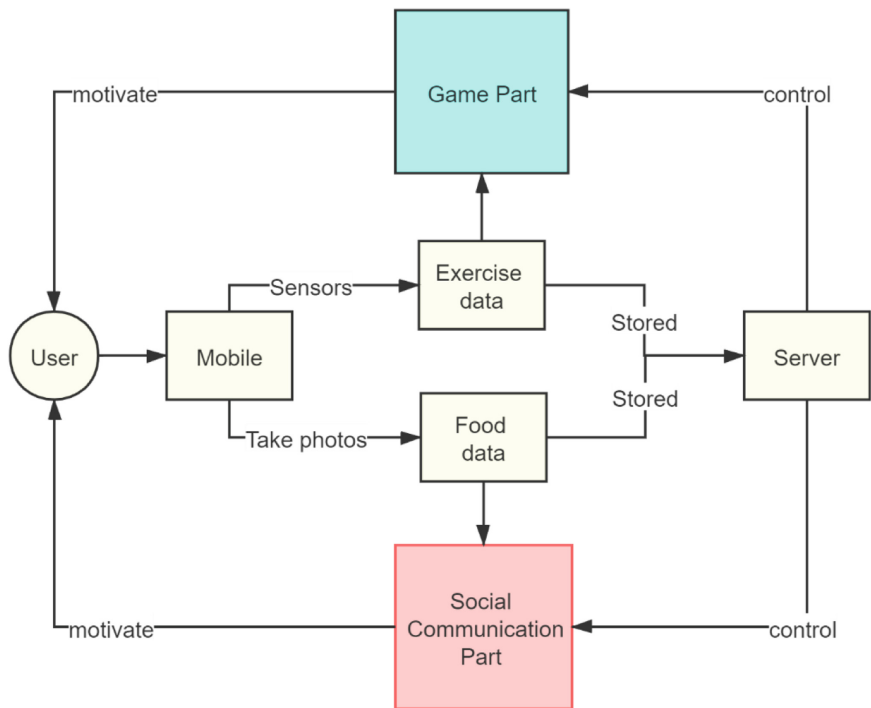 Game Part
motivate
control
Exercise
data
Sensors
Stored
User
Mobile
Server
Stored
Take photos
Food
data
Social
Communication
Part
motivate
control